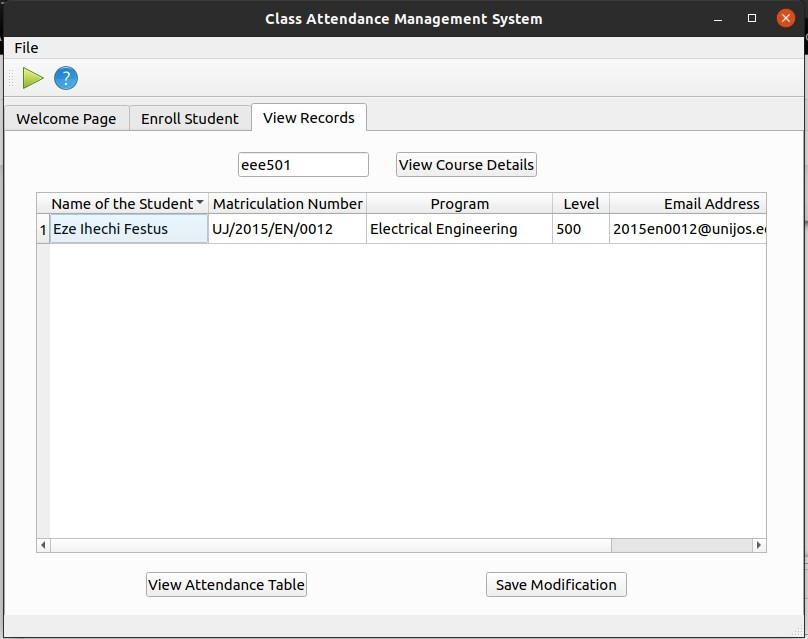 Class Attendance Management System
File
?
Welcome Page Enroll Student View Records
eee501 View Course Details
Name of the Student Matriculation Number Program Level Email Address
1 Eze Ihechi Festus UJ/2015/EN/0012 Electrical Engineering 500 2015en0012@unijos.e
View Attendance Table Save Modification